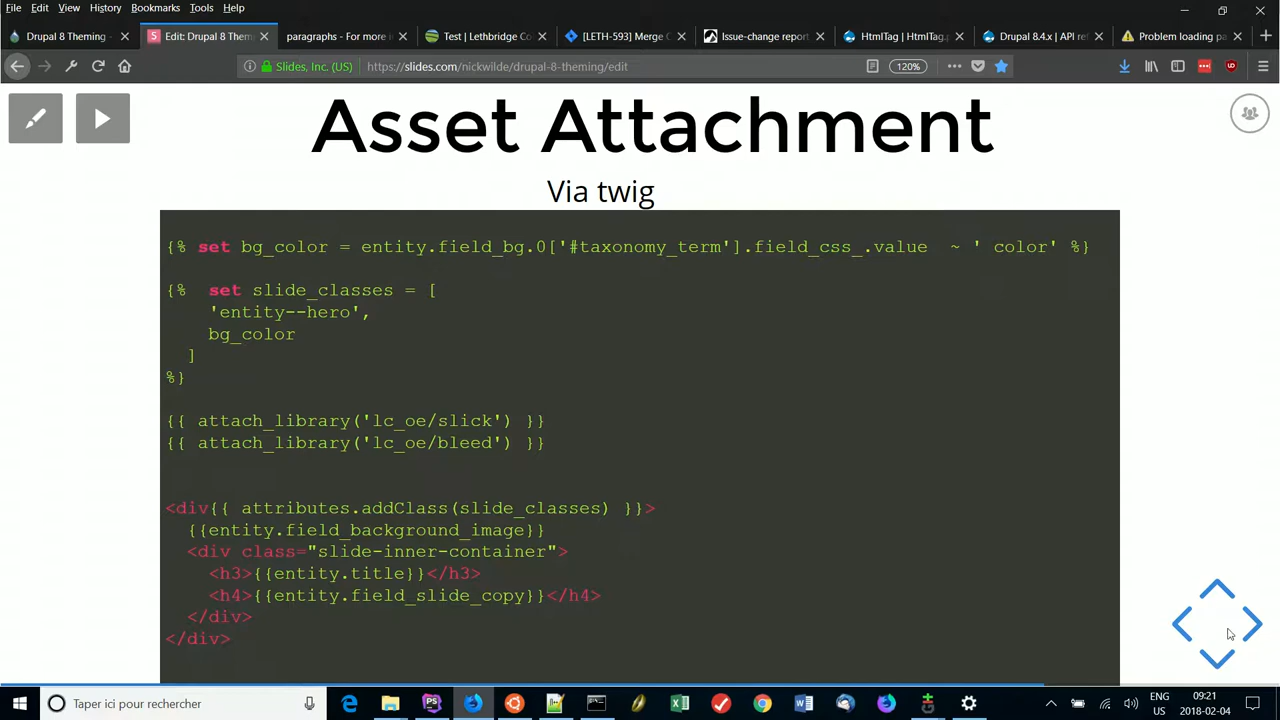 File Edit View History Bookmarks Tools Help
Drupal 8 Theming -
Edit: Drupal 8 Them
paragraphs - For more i
Test | Lethbridge Co
[LETH-593] Merge C
Issue-change report
HtmlTag | HtmlTag.p
Drupal 8.4.x | API ref
Problem loading pa
Slides, Inc. (US) https://slides.com/nickwilde/drupal-8-theming/edit 120%
Asset Attachment
Via twig
{% set bg_color = entity.field_bg.0['#taxonomy_term'].field_css_.value  ~ ' color' %}
{%  set slide_classes = [
'entity--hero',
bg_color
]
%}
{{ attach_library('lc_oe/slick') }}
{{ attach_library('lc_oe/bleed') }}
<div{{ attributes.addClass(slide_classes) }}>
{{entity.field_background_image}}
<div class="slide-inner-container">
<h3>{{entity.title}}</h3>
<h4>{{entity.field_slide_copy}}</h4>
</div>
</div>
Taper ici pour rechercher
ENG 09:21
US 2018-02-04